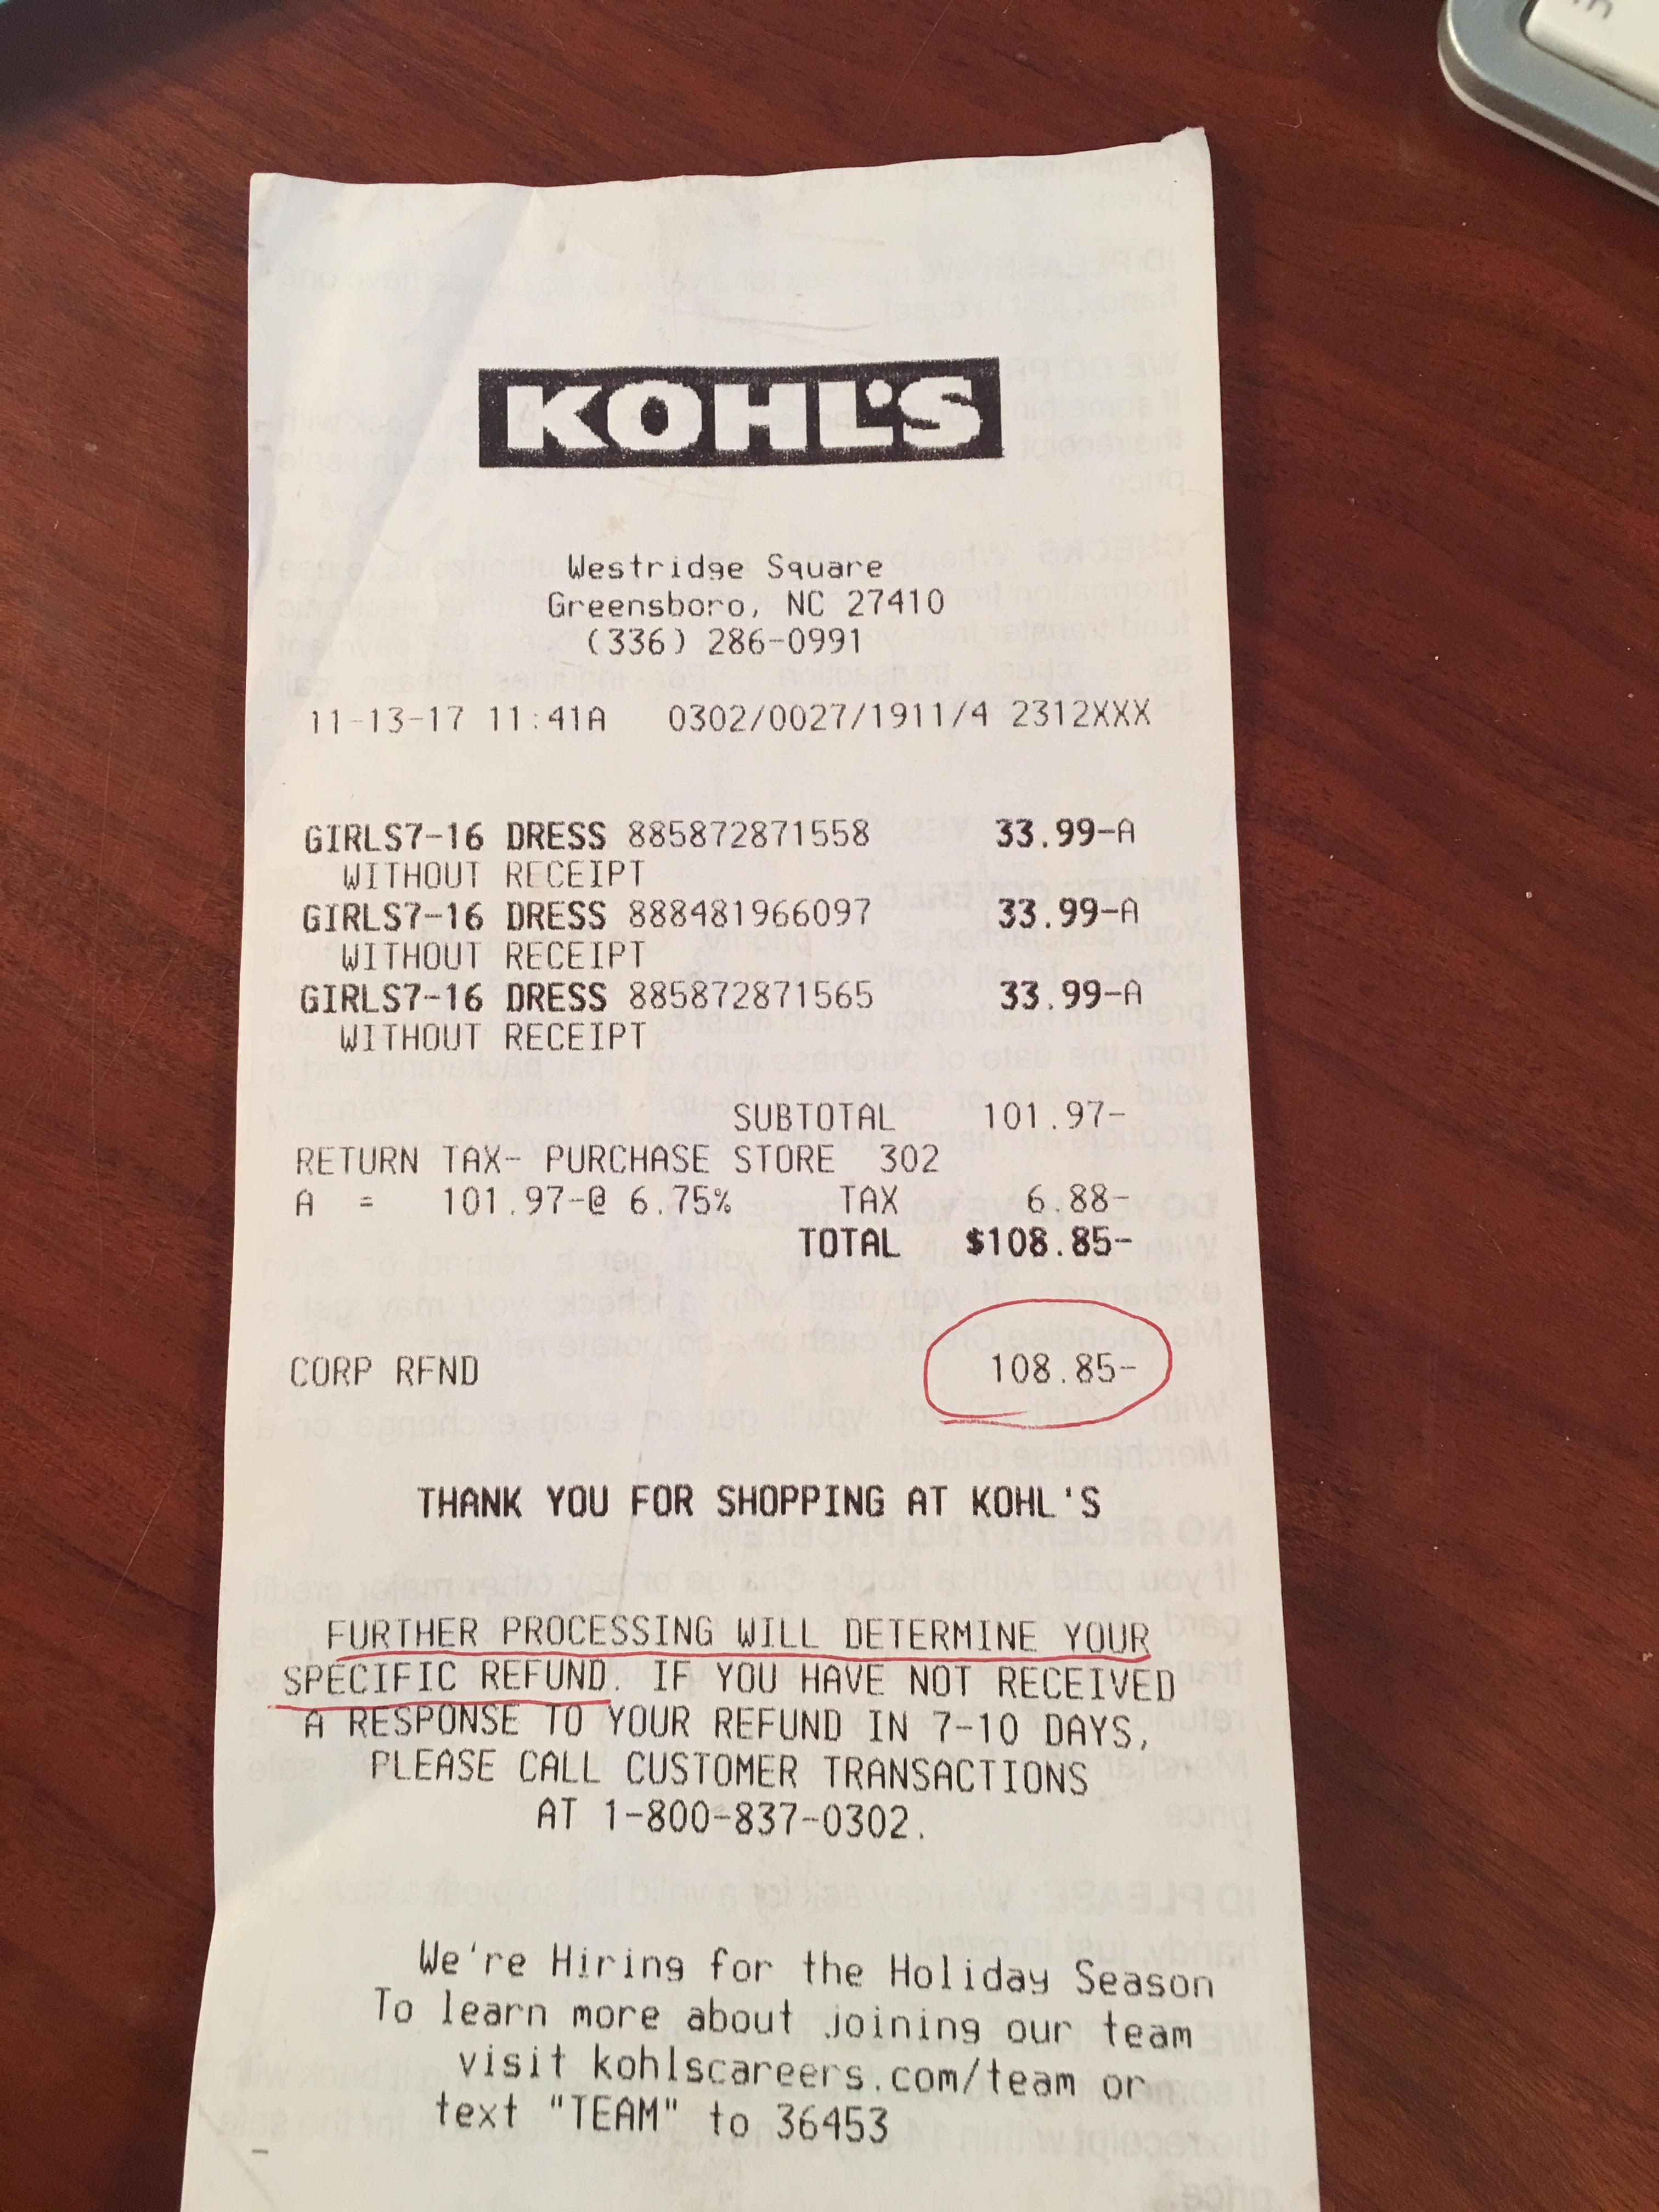 KOHL'S
Westridge Square
Greensboro, NC 27410
(336) 286-0991
11-13-17 11:41A 0302/0027/1911/4 2312XXX
GIRLS7-16 DRESS 885872871558 33.99-A
WITHOUT RECEIPT
GIRLS7-16 DRESS 888481966097 33.99-A
WITHOUT RECEIPT
GIRLS7-16 DRESS 885872871565 33.99-A
WITHOUT RECEIPT
SUBTOTAL 101.97-
RETURN TAX- PURCHASE STORE 302
A = 101.97-@ 6.75% TAX 6.88-
TOTAL $108.85-
CORP RFND 108.85-
THANK YOU FOR SHOPPING AT KOHL'S
FURTHER PROCESSING WILL DETERMINE YOUR
SPECIFIC REFUND. IF YOU HAVE NOT RECEIVED
A RESPONSE TO YOUR REFUND IN 7-10 DAYS,
PLEASE CALL CUSTOMER TRANSACTIONS
AT 1-800-837-0302.
We're Hiring for the Holiday Season
To learn more about joining our team
visit kohlscareers.com/team or
text "TEAM" to 36453